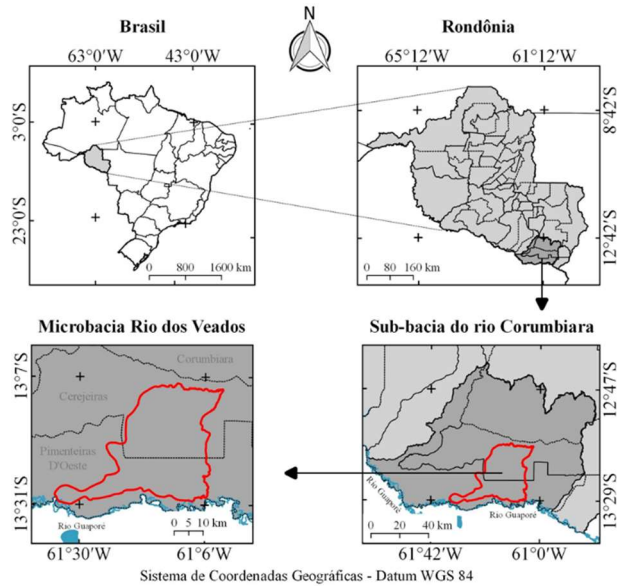 N
Brasil
63°0'W 43°0'W
3°0'S
23°0'S
0 800 1600 km
Rondônia
65°12'W 61°12'W
8°42'S
12°42'S
0 80 160 km
Microbacia Rio dos Veados
13°7'S
13°31'S
Corumbiara
Cerejeiras
Pimenteiras
D'Oeste
Rio Guaporé
0 5 10 km
61°30'W 61°6'W
Sub-bacia do rio Corumbiara
12°47'S
13°29'S
Rio Guaporé
Rio Guaporé
0 20 40 km
61°42'W 61°0'W
Sistema de Coordenadas Geográficas - Datum WGS 84